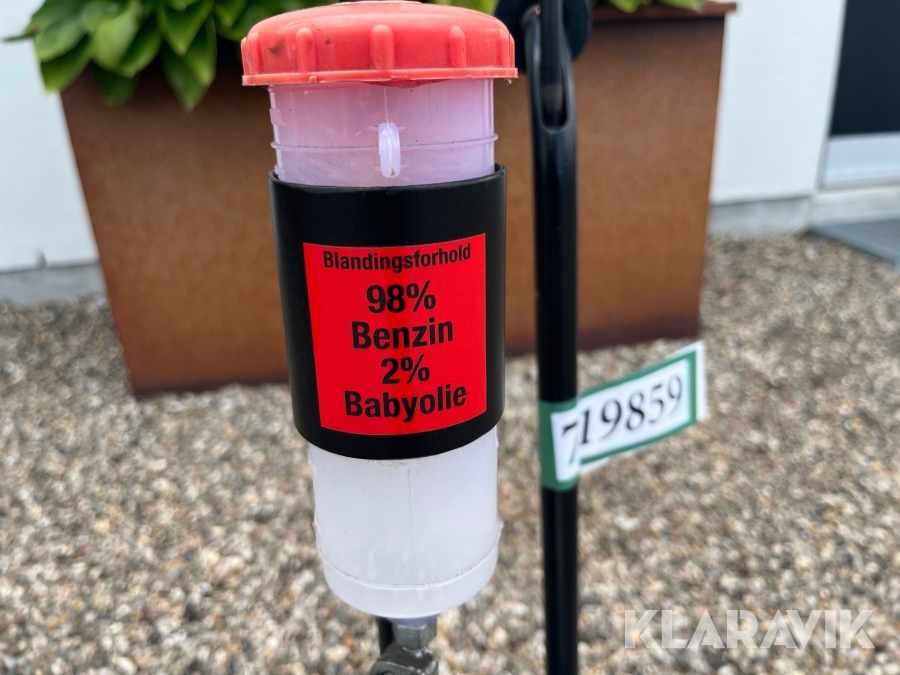 Blandingsforhold
98%
Benzin
2%
Babyolie
719859
KLARAVIK